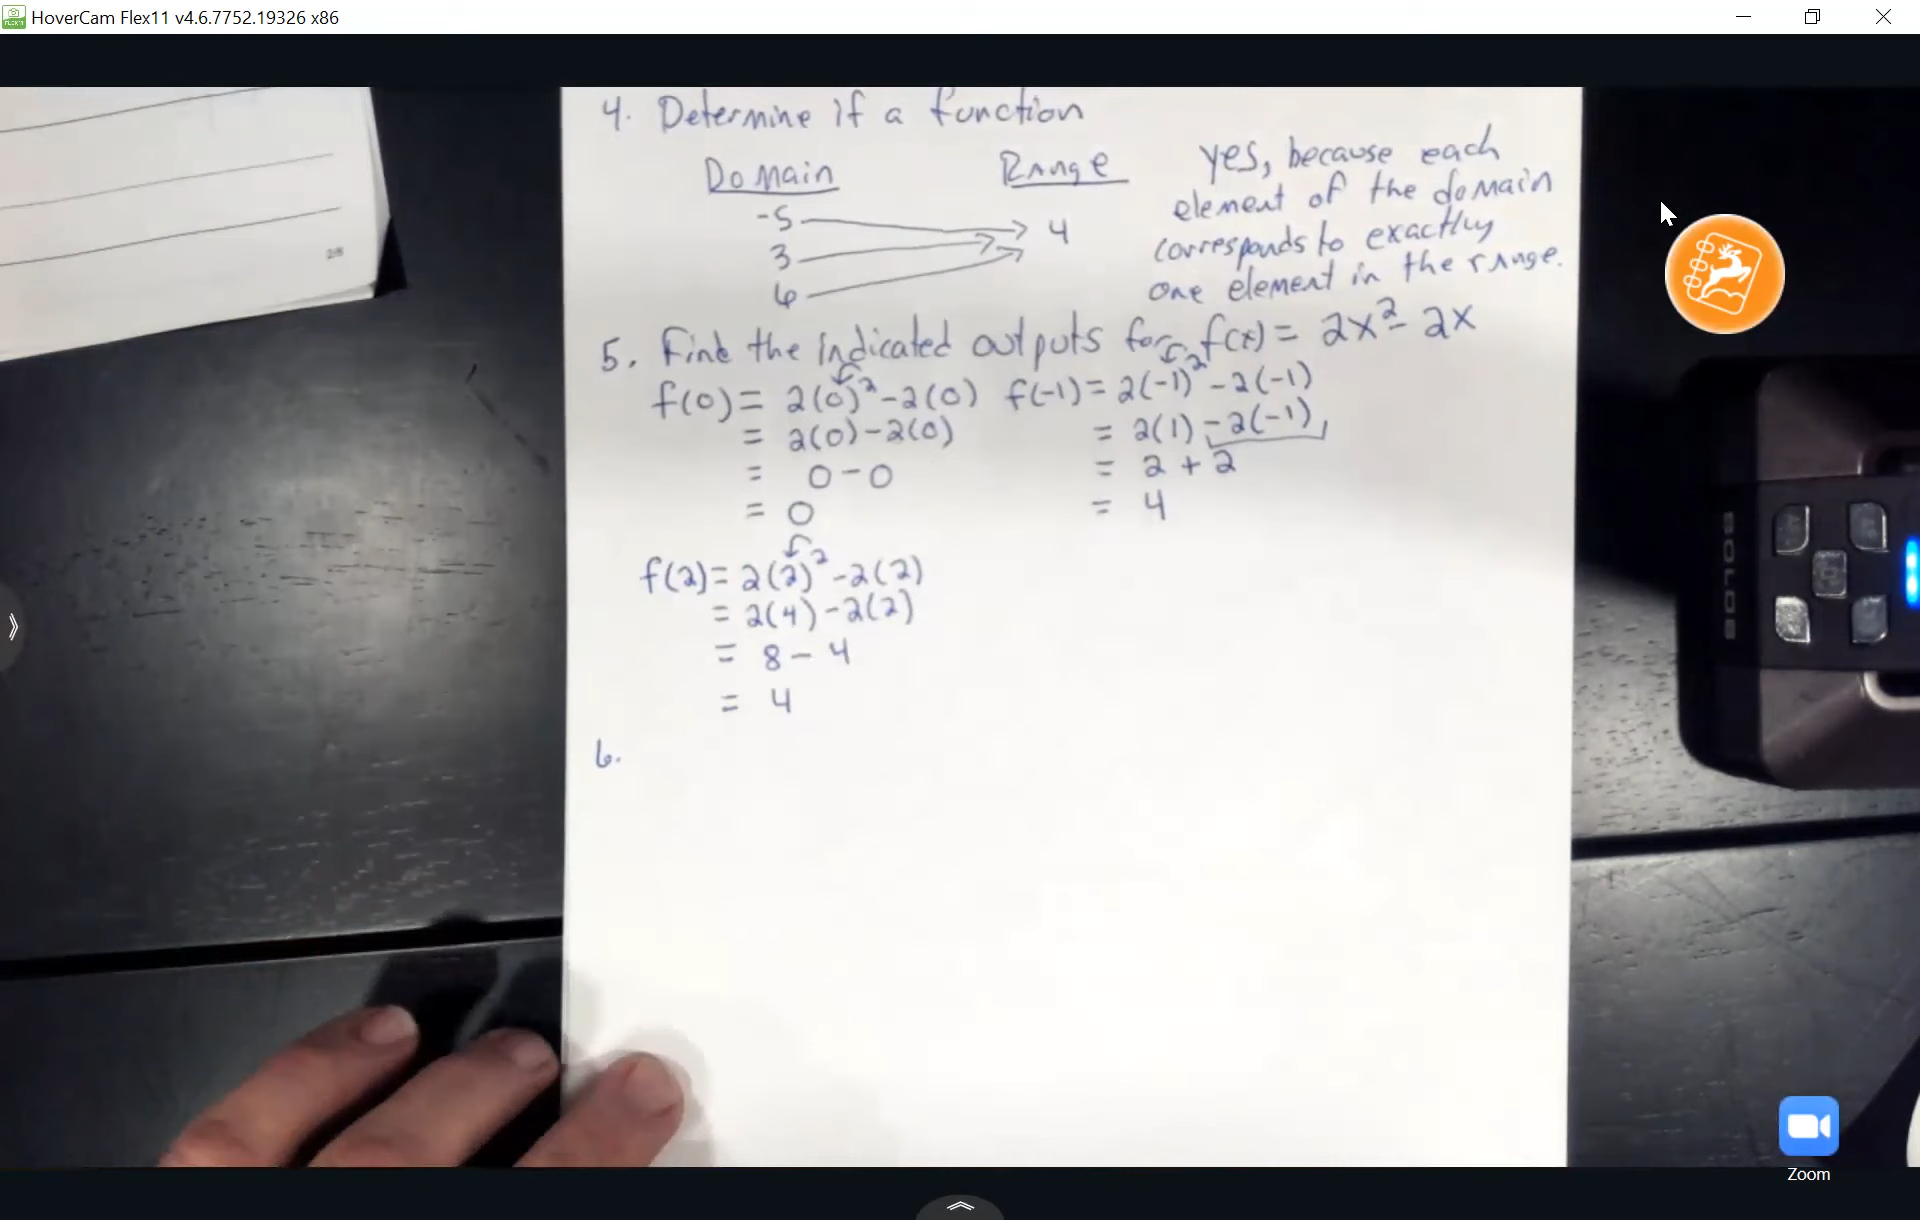 HoverCam Flex11 v4.6.7752.19326 x86
4. Determine if a function
Domain Range
-5
3
6
4
yes, because each
element of the domain
corresponds to exactly
one element in the range.
5. Find the indicated outputs for f(x) = 2x² - 2x
f(0) = 2(0)² - 2(0)
= 2(0) - 2(0)
= 0 - 0
= 0
f(-1) = 2(-1)² - 2(-1)
= 2(1) - 2(-1)
= 2 + 2
= 4
f(2) = 2(2)² - 2(2)
= 2(4) - 2(2)
= 8 - 4
= 4
6.
Zoom